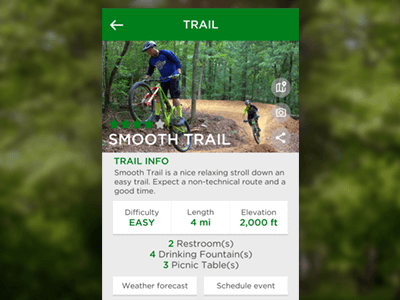 TRAIL
SMOOTH TRAIL
TRAIL INFO
Smooth Trail is a nice relaxing stroll down an
easy trail. Expect a non-technical route and a
good time.
Difficulty Length Elevation
EASY 4 mi 2,000 ft
2 Restroom(s)
4 Drinking Fountain(s)
3 Picnic Table(s)
Weather forecast Schedule event